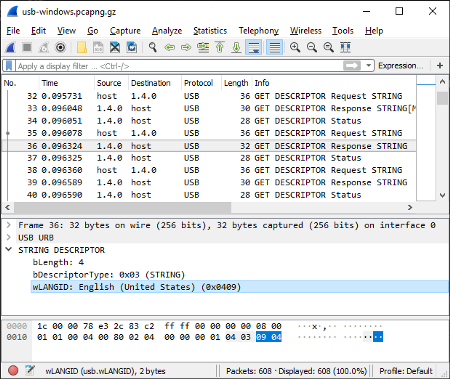 usb-windows.pcapng.gz
File Edit View Go Capture Analyze Statistics Telephony Wireless Tools Help
Apply a display filter ... <Ctrl-/> Expression... +
No. Time Source Destination Protocol Length Info
32 0.095731 host 1.4.0 USB 36 GET DESCRIPTOR Request STRING
33 0.096048 1.4.0 host USB 30 GET DESCRIPTOR Response STRING[M
34 0.096051 1.4.0 host USB 28 GET DESCRIPTOR Status
35 0.096078 host 1.4.0 USB 36 GET DESCRIPTOR Request STRING
36 0.096324 1.4.0 host USB 32 GET DESCRIPTOR Response STRING
37 0.096325 1.4.0 host USB 28 GET DESCRIPTOR Status
38 0.096360 host 1.4.0 USB 36 GET DESCRIPTOR Request STRING
39 0.096589 1.4.0 host USB 30 GET DESCRIPTOR Response STRING
40 0.096590 1.4.0 host USB 28 GET DESCRIPTOR Status
Frame 36: 32 bytes on wire (256 bits), 32 bytes captured (256 bits) on interface 0
USB URB
STRING DESCRIPTOR
bLength: 4
bDescriptorType: 0x03 (STRING)
wLANGID: English (United States) (0x0409)
0000 1c 00 00 78 e3 2c 83 c2 ff ff 00 00 00 00 08 00 ···x·,·· ········
0010 01 01 00 04 00 80 02 04 00 00 00 01 04 03 09 04 ········ ········
wLANGID (usb.wLANGID), 2 bytes Packets: 608 · Displayed: 608 (100.0%) Profile: Default